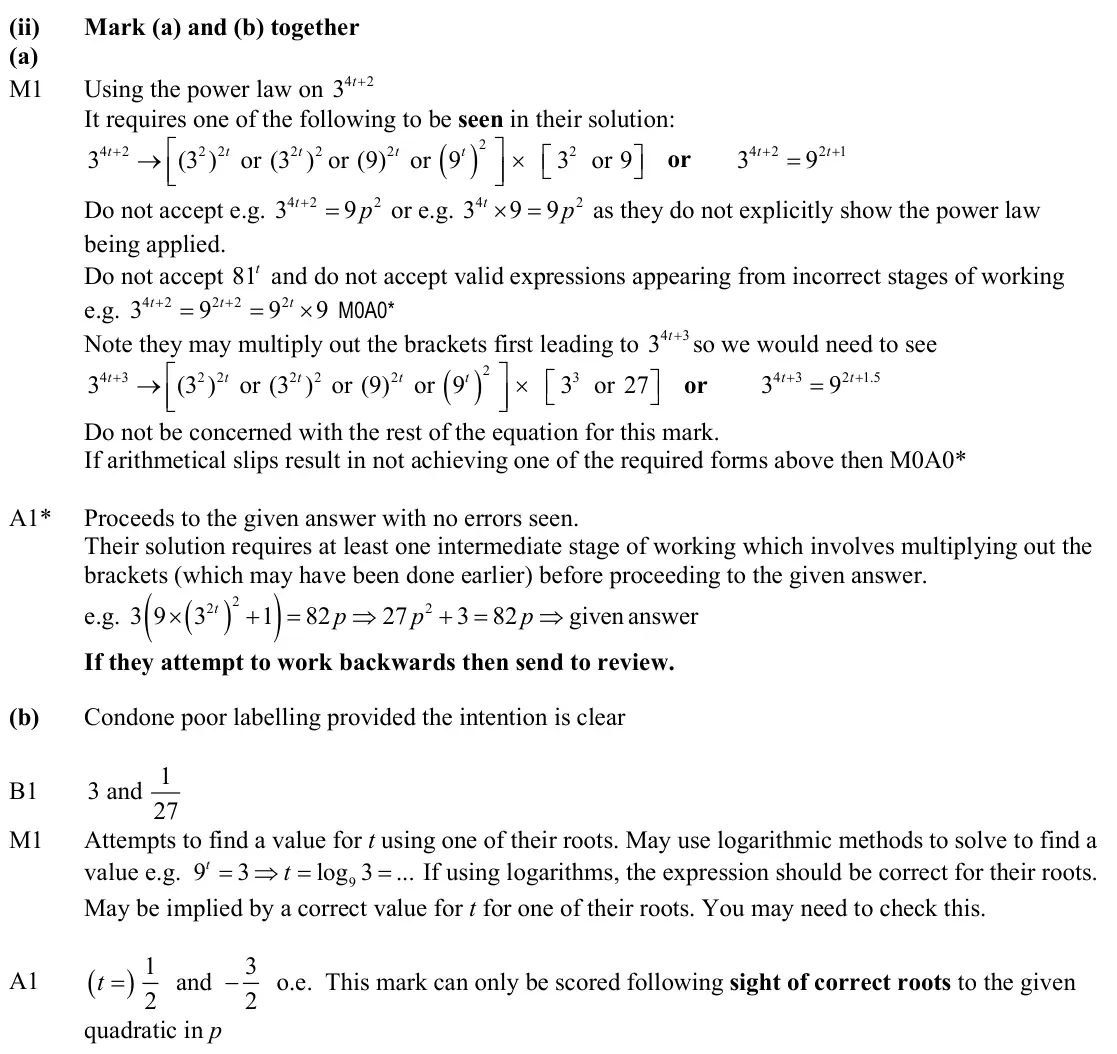 (ii) Mark (a) and (b) together
(a)
M1 Using the power law on 3^{4t+2}
It requires one of the following to be seen in their solution:
3^{4t+2} → [(3^2)^{2t} or (3^{2t})^2 or (9)^{2t} or (9^t)^2] × [3^2 or 9] or 3^{4t+2} = 9^{2t+1}
Do not accept e.g. 3^{4t+2} = 9p^2 or e.g. 3^{4t} × 9 = 9p^2 as they do not explicitly show the power law
being applied.
Do not accept 81^t and do not accept valid expressions appearing from incorrect stages of working
e.g. 3^{4t+2} = 9^{2t+2} = 9^{2t} × 9 M0A0*
Note they may multiply out the brackets first leading to 3^{4t+3} so we would need to see
3^{4t+3} → [(3^2)^{2t} or (3^{2t})^2 or (9)^{2t} or (9^t)^2] × [3^3 or 27] or 3^{4t+3} = 9^{2t+1.5}
Do not be concerned with the rest of the equation for this mark.
If arithmetical slips result in not achieving one of the required forms above then M0A0*
A1* Proceeds to the given answer with no errors seen.
Their solution requires at least one intermediate stage of working which involves multiplying out the
brackets (which may have been done earlier) before proceeding to the given answer.
e.g. 3(9×(3^{2t})^2 + 1) = 82p ⇒ 27p^2 + 3 = 82p ⇒ given answer
If they attempt to work backwards then send to review.
(b) Condone poor labelling provided the intention is clear
B1 3 and 1/27
M1 Attempts to find a value for t using one of their roots. May use logarithmic methods to solve to find a
value e.g. 9^t = 3 ⇒ t = log_9 3 = ... If using logarithms, the expression should be correct for their roots.
May be implied by a correct value for t for one of their roots. You may need to check this.
A1 (t =) 1/2 and −3/2 o.e. This mark can only be scored following sight of correct roots to the given
quadratic in p